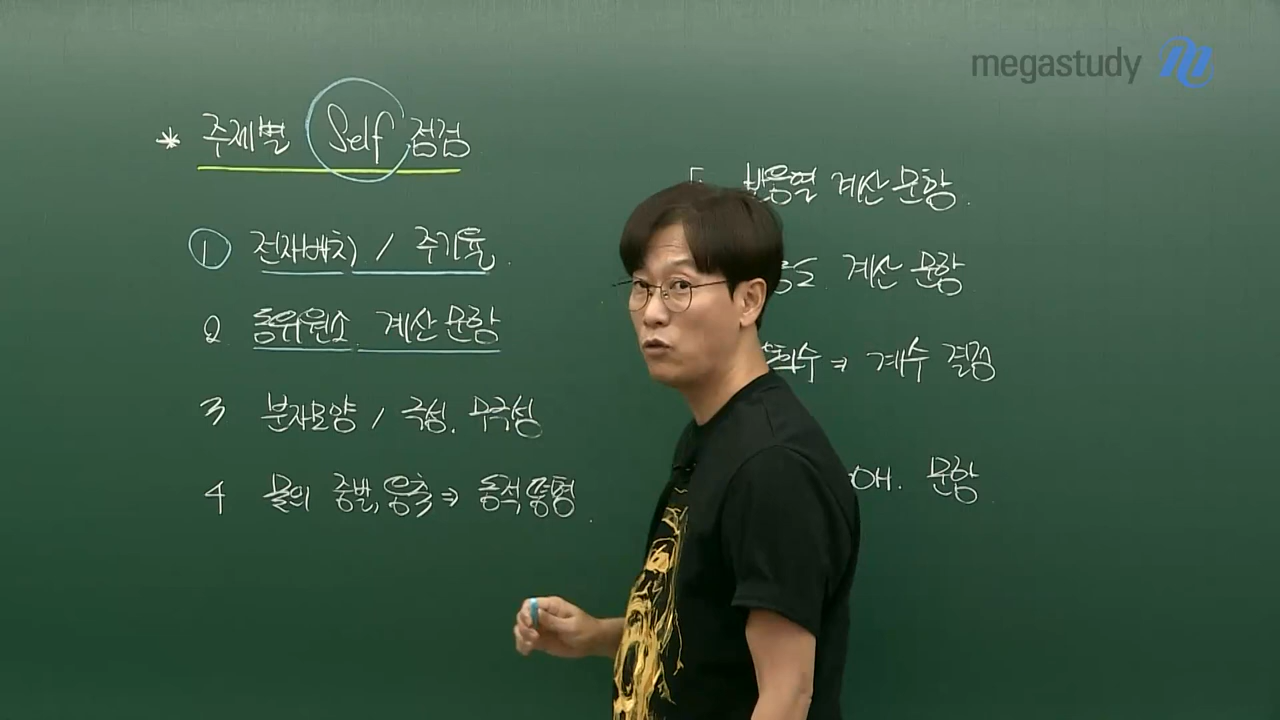 megastudy
* 주제별 Self 점검
① 전자배치 / 주기율.
2. 동위원소 계산 문항
3 분자모양 / 극성. 무극성
4 물의 증발, 응축 ⇒ 동적 평형.
반응열 계산 문항.
계산 문항
⇒ 계수 결정
문항